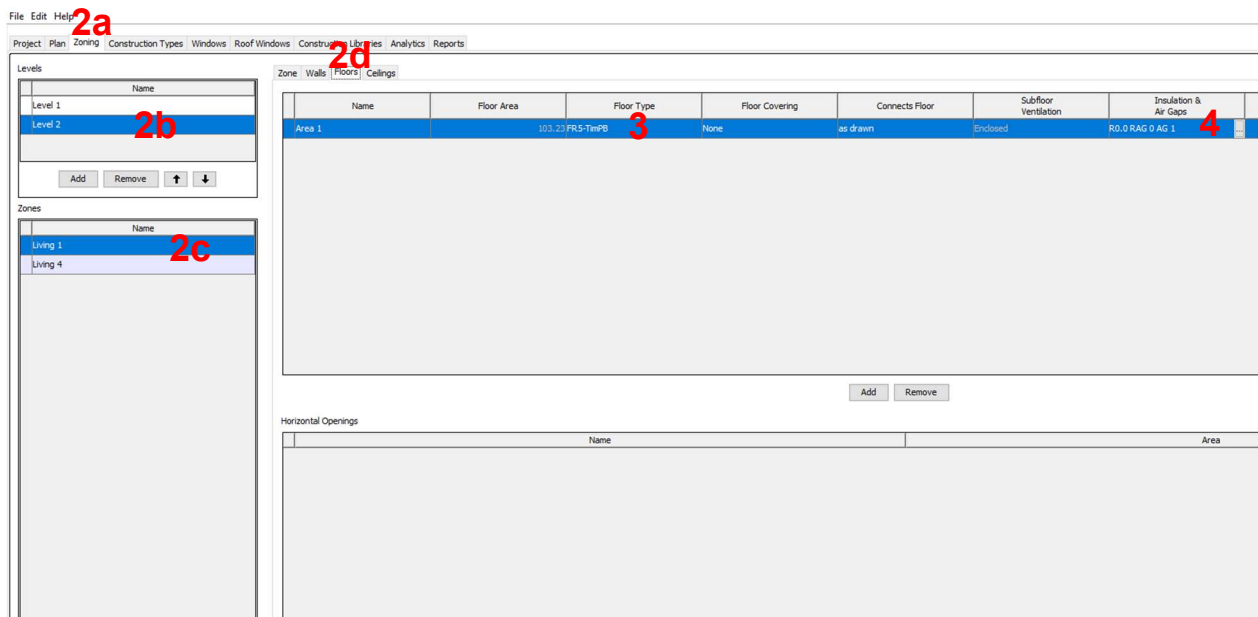 File Edit Help
2a
Project Plan Zoning Construction Types Windows Roof Windows Construction Libraries Analytics Reports
2d
Levels
Name
Level 1
Level 2
2b
Add Remove
Zones
Name
Living 1
2c
Living 4
Zone Walls Floors Ceilings
Name Floor Area Floor Type Floor Covering Connects Floor Subfloor Ventilation Insulation & Air Gaps
Area 1 103.23 FR5-TimPB None as drawn Enclosed R0.0 RAG 0 AG 1 ...
3 4
Add Remove
Horizontal Openings
Name Area